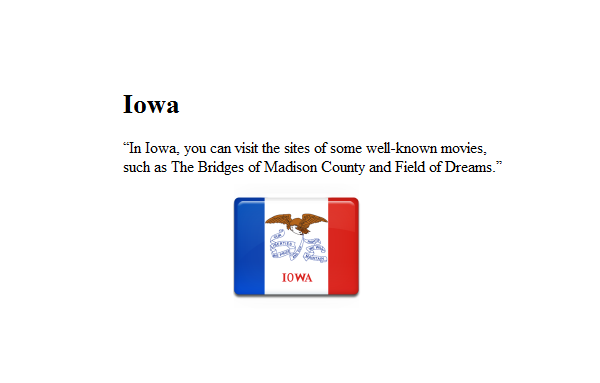 Iowa
“In Iowa, you can visit the sites of some well-known movies,
such as The Bridges of Madison County and Field of Dreams.”
IOWA